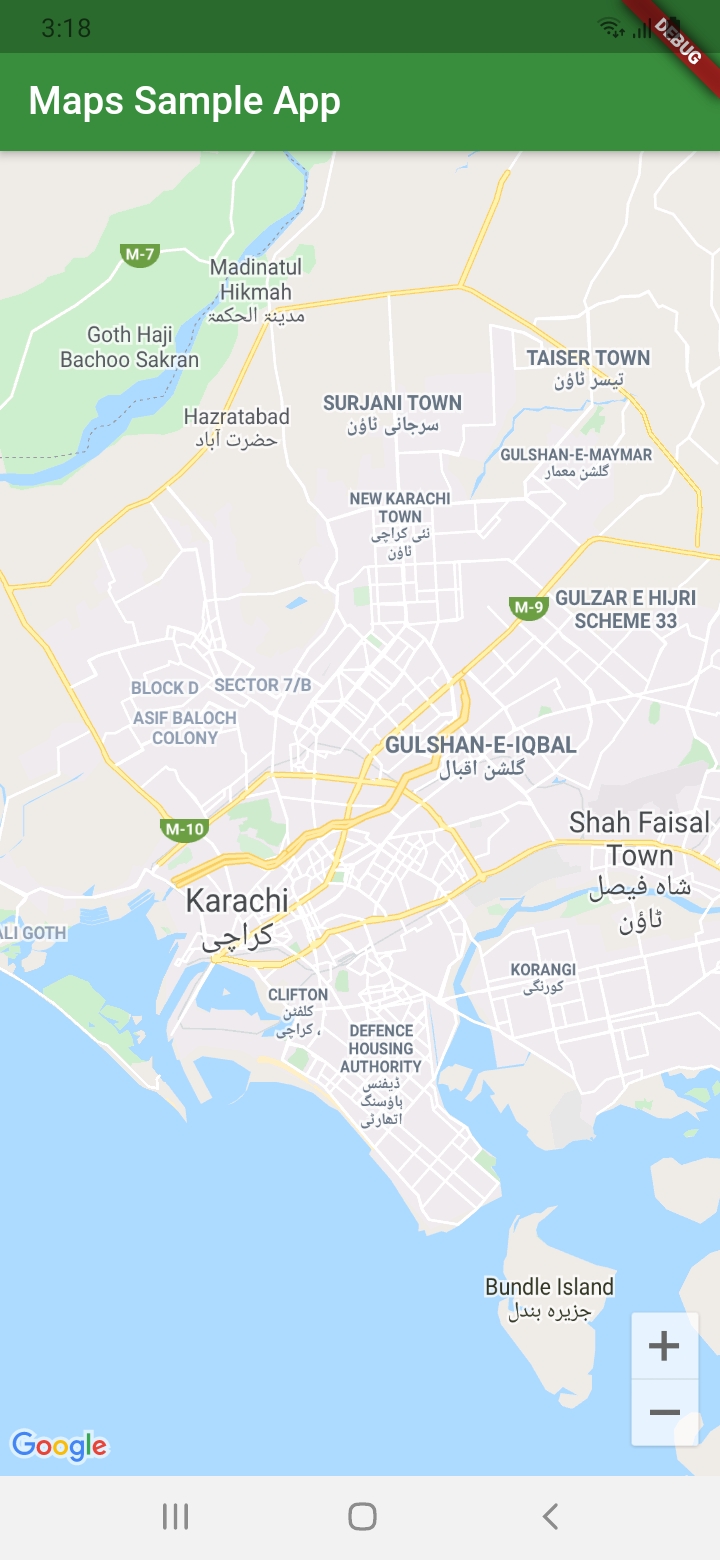 3:18
DEBUG
Maps Sample App
M-7
Madinatul
Hikmah
مدينۃ الحکمۃ
Goth Haji
Bachoo Sakran
TAISER TOWN
تیسر ٹاؤن
SURJANI TOWN
سرجانی ٹاؤن
Hazratabad
حضرت آباد
GULSHAN-E-MAYMAR
گلشن معمار
NEW KARACHI
TOWN
نئی کراچی
ٹاؤن
M-9
GULZAR E HIJRI
SCHEME 33
BLOCK D
SECTOR 7/B
ASIF BALOCH
COLONY
GULSHAN-E-IQBAL
گلشن اقبال
M-10
Shah Faisal
Town
شاہ فیصل
ٹاؤن
Karachi
کراچی
ALI GOTH
KORANGI
کورنگی
CLIFTON
کلفٹن
، کراچی
DEFENCE
HOUSING
AUTHORITY
ڈیفنس
ہاؤسنگ
اتھارٹی
Bundle Island
جزیرہ بندل
+
−
Google